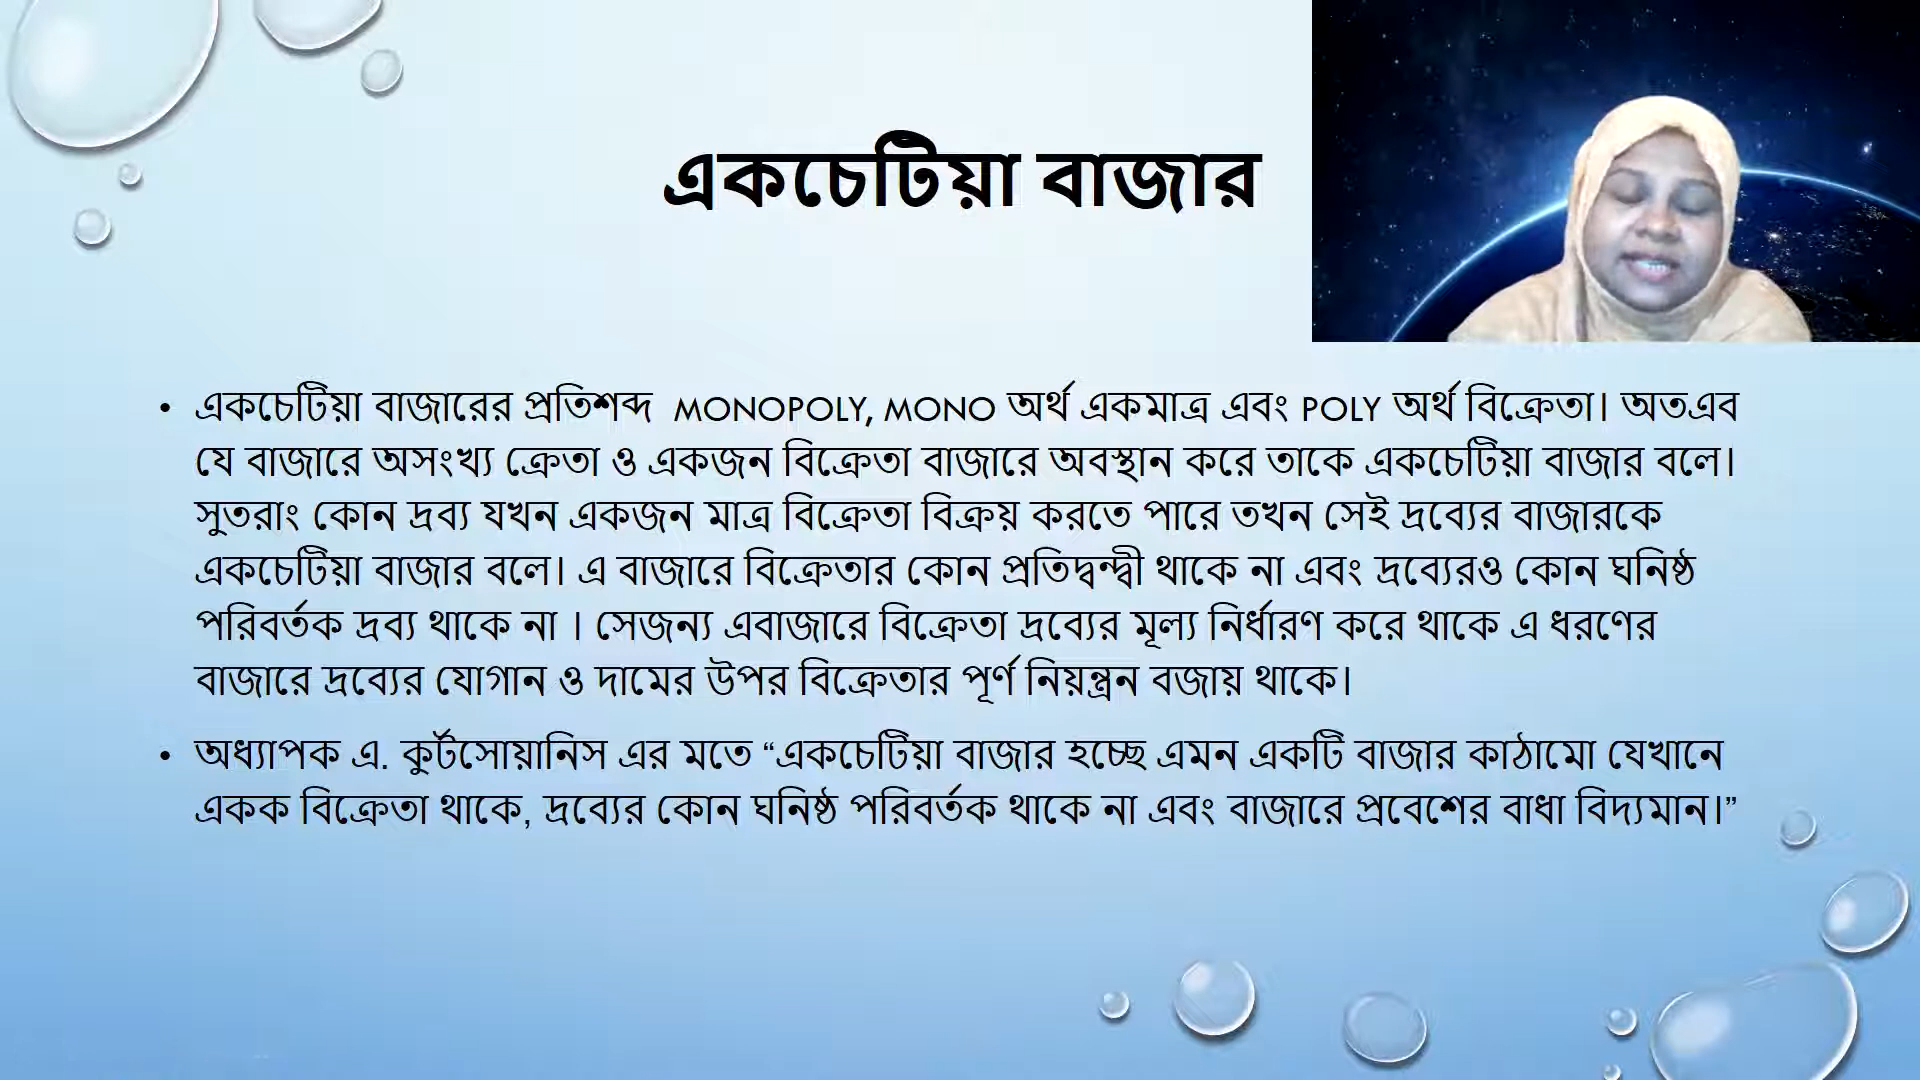 একচেটিয়া বাজার
• একচেটিয়া বাজারের প্রতিশব্দ MONOPOLY, MONO অর্থ একমাত্র এবং POLY অর্থ বিক্রেতা। অতএব
যে বাজারে অসংখ্য ক্রেতা ও একজন বিক্রেতা বাজারে অবস্থান করে তাকে একচেটিয়া বাজার বলে।
সুতরাং কোন দ্রব্য যখন একজন মাত্র বিক্রেতা বিক্রয় করতে পারে তখন সেই দ্রব্যের বাজারকে
একচেটিয়া বাজার বলে। এ বাজারে বিক্রেতার কোন প্রতিদ্বন্দ্বী থাকে না এবং দ্রব্যেরও কোন ঘনিষ্ঠ
পরিবর্তক দ্রব্য থাকে না । সেজন্য এবাজারে বিক্রেতা দ্রব্যের মূল্য নির্ধারণ করে থাকে এ ধরণের
বাজারে দ্রব্যের যোগান ও দামের উপর বিক্রেতার পূর্ণ নিয়ন্ত্রন বজায় থাকে।
• অধ্যাপক এ. কুর্টসোয়ানিস এর মতে “একচেটিয়া বাজার হচ্ছে এমন একটি বাজার কাঠামো যেখানে
একক বিক্রেতা থাকে, দ্রব্যের কোন ঘনিষ্ঠ পরিবর্তক থাকে না এবং বাজারে প্রবেশের বাধা বিদ্যমান।”